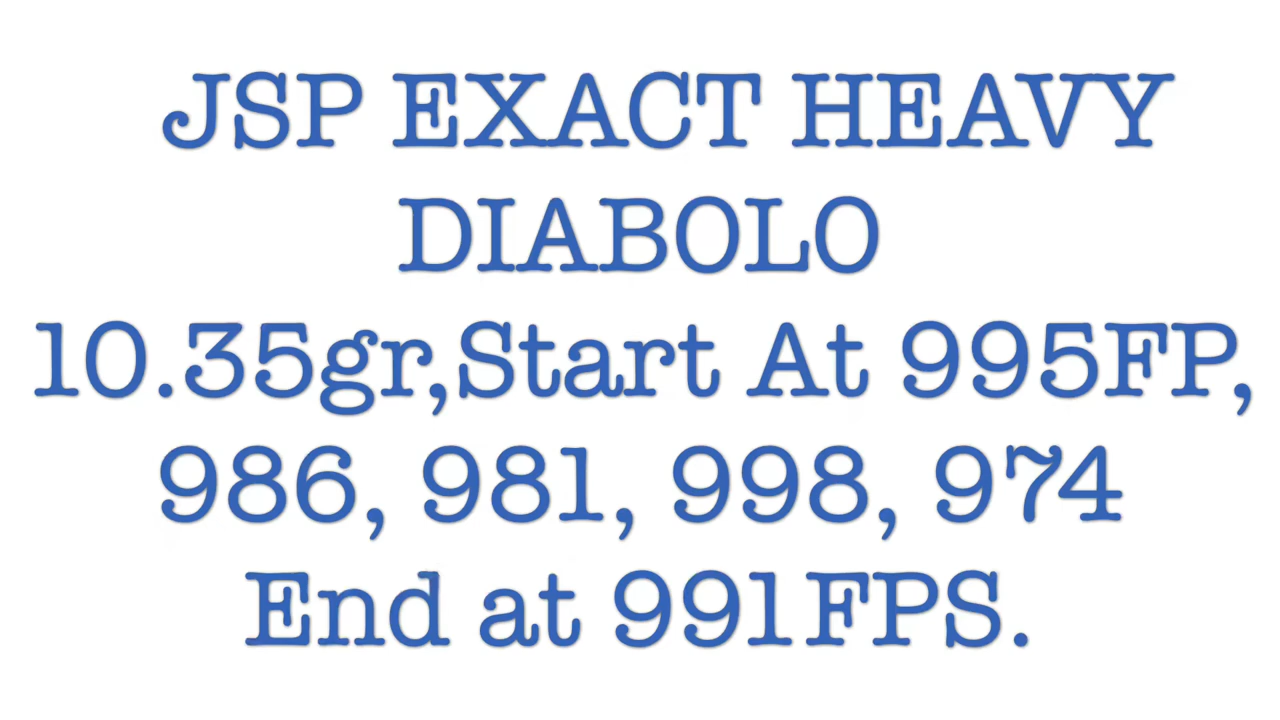 JSP EXACT HEAVY
DIABOLO
10.35gr,Start At 995FP,
986, 981, 998, 974
End at 991FPS.